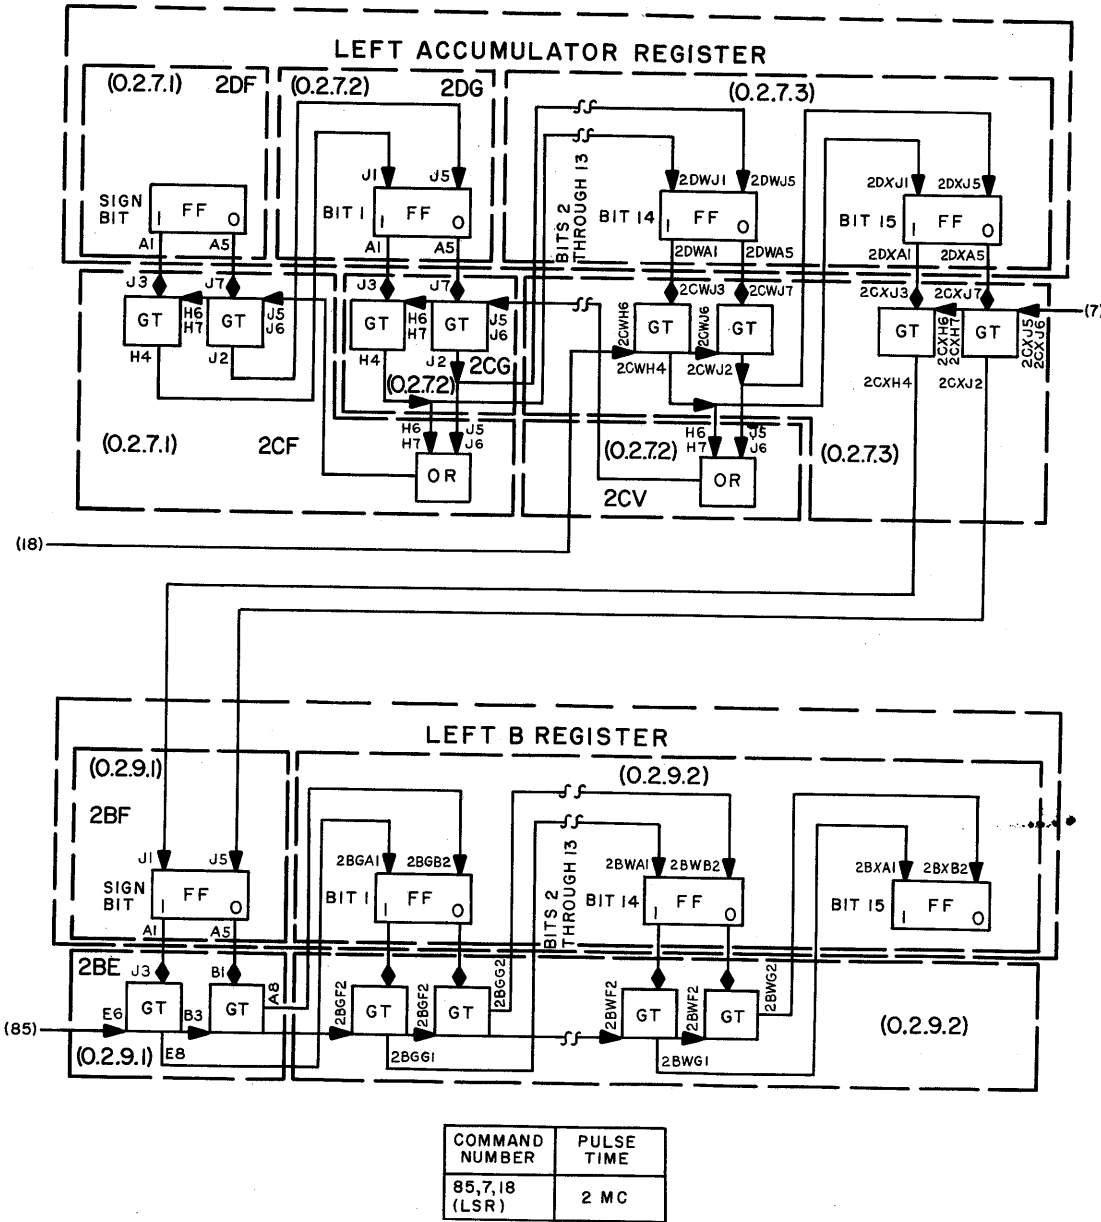 LEFT ACCUMULATOR REGISTER
(0.2.7.1) 2DF
(0.2.7.2) 2DG
(0.2.7.3)
SIGN BIT
1 FF 0
A1 A5
J1 J5
BIT 1
1 FF 0
A1 A5
BITS 2 THROUGH 13
2DWJ1 2DWJ5
BIT 14
1 FF 0
2DWA1 2DWA5
2DXJ1 2DXJ5
BIT 15
1 FF 0
2DXA1 2DXA5
J3 J7
GT
H6 H7
GT
J5 J6
H4 J2
J3 J7
GT
H6 H7
GT
J5 J6
H4 J2
2CG
(0.2.7.2)
2CWJ3 2CWJ7
2CWH6
GT
2CWJ6
GT
2CWH4 2CWJ2
2CXJ3 2CXJ7
GT
2CXH6 2CXH7
GT
2CXJ5 2CXJ6
(7)
2CXH4 2CXJ2
(0.2.7.1)
2CF
H6 H7
J5 J6
OR
(0.2.7.2)
2CV
H6 H7
J5 J6
OR
(0.2.7.3)
(18)
LEFT B REGISTER
(0.2.9.1)
2BF
(0.2.9.2)
J1 J5
SIGN BIT
1 FF 0
A1 A5
2BGA1 2BGB2
BIT 1
1 FF 0
2BGG2
BITS 2 THROUGH 13
2BWA1 2BWB2
BIT 14
1 FF 0
2BWG2
2BXA1 2BXB2
BIT 15
1 FF 0
2BE
J3 B1
A8
(85)
E6
GT
B3
GT
E8
(0.2.9.1)
2BGF2
GT
2BGF2
GT
2BGG1
2BWF2
GT
2BWF2
GT
2BWG1
(0.2.9.2)
COMMAND NUMBER
PULSE TIME
85,7,18 (LSR)
2 MC